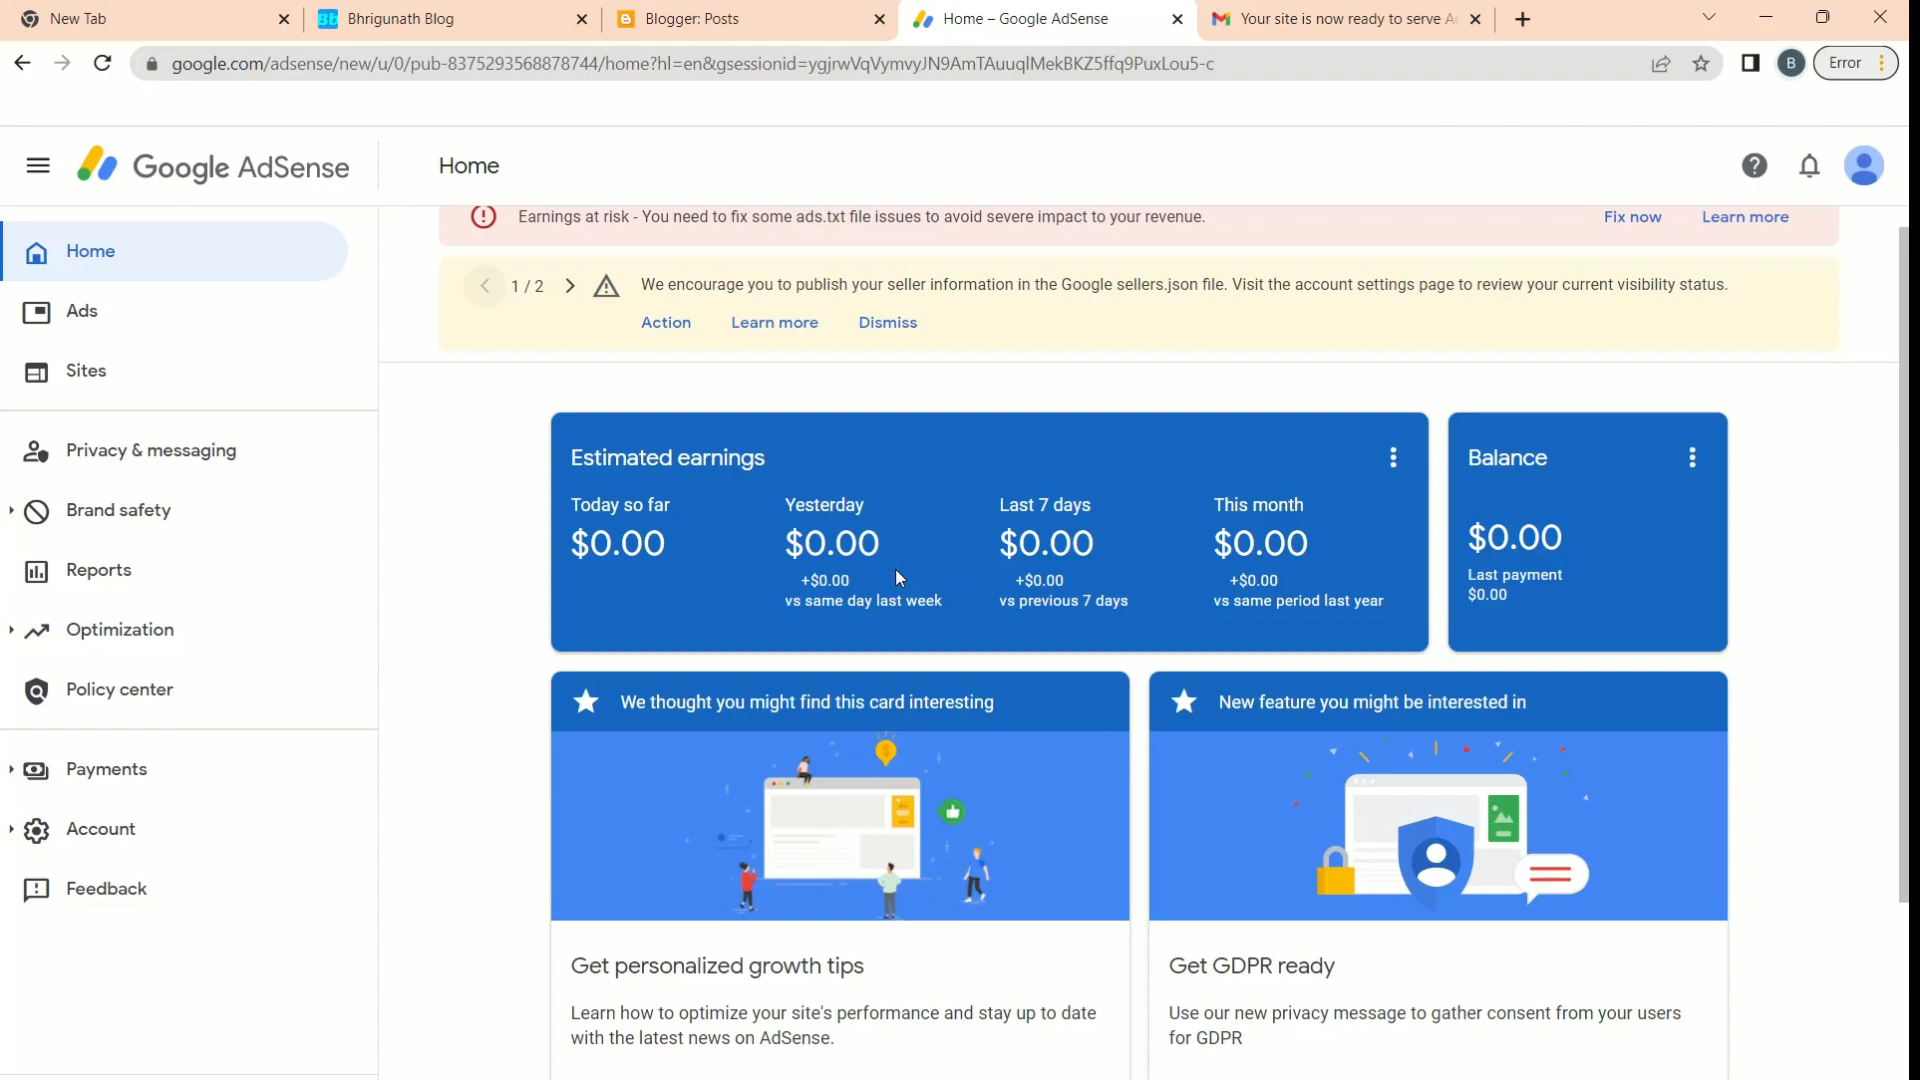 New Tab
Bhrigunath Blog
Blogger: Posts
Home – Google AdSense
Your site is now ready to serve A
google.com/adsense/new/u/0/pub-8375293568878744/home?hl=en&gsessionid=ygjrwVqVymvyJN9AmTAuuqlMekBKZ5ffq9PuxLou5-c
B
Error
Google AdSense
Home
Home
Ads
Sites
Privacy & messaging
Brand safety
Reports
Optimization
Policy center
Payments
Account
Feedback
Earnings at risk - You need to fix some ads.txt file issues to avoid severe impact to your revenue.
Fix now
Learn more
1 / 2
We encourage you to publish your seller information in the Google sellers.json file. Visit the account settings page to review your current visibility status.
Action
Learn more
Dismiss
Estimated earnings
Today so far
$0.00
Yesterday
$0.00
+$0.00
vs same day last week
Last 7 days
$0.00
+$0.00
vs previous 7 days
This month
$0.00
+$0.00
vs same period last year
Balance
$0.00
Last payment
$0.00
We thought you might find this card interesting
Get personalized growth tips
Learn how to optimize your site's performance and stay up to date
with the latest news on AdSense.
New feature you might be interested in
Get GDPR ready
Use our new privacy message to gather consent from your users
for GDPR